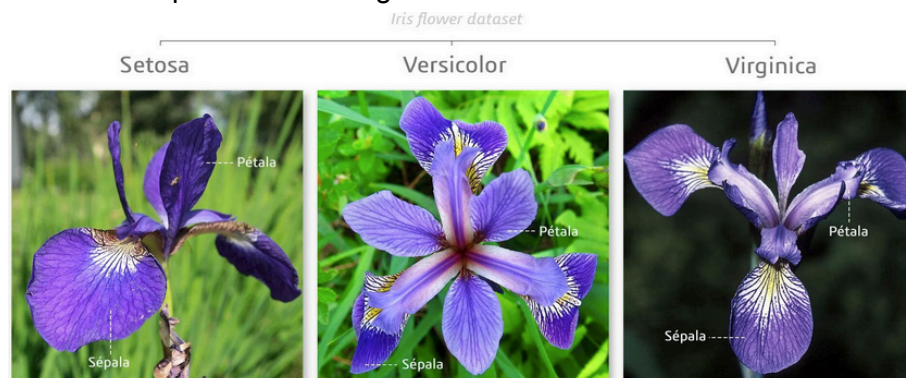 Iris flower dataset
Setosa
Versicolor
Virginica
Pétala
Sépala
Pétala
Sépala
Pétala
Sépala